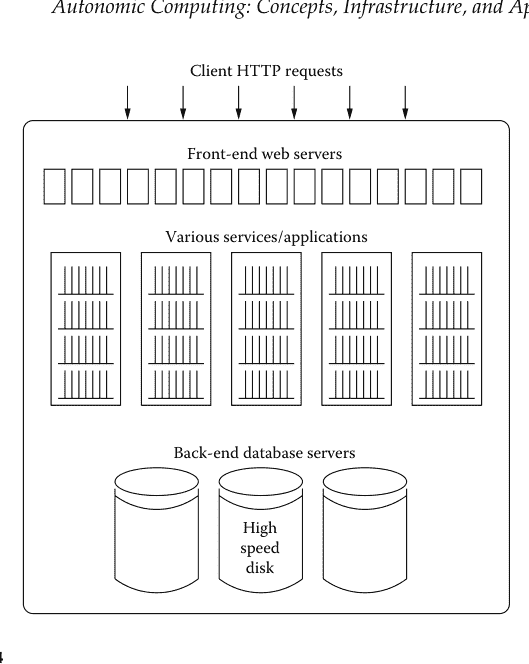 Autonomic Computing: Concepts, Infrastructure, and
Client HTTP requests
Front-end web servers
Various services/applications
Back-end database servers
High
speed
disk